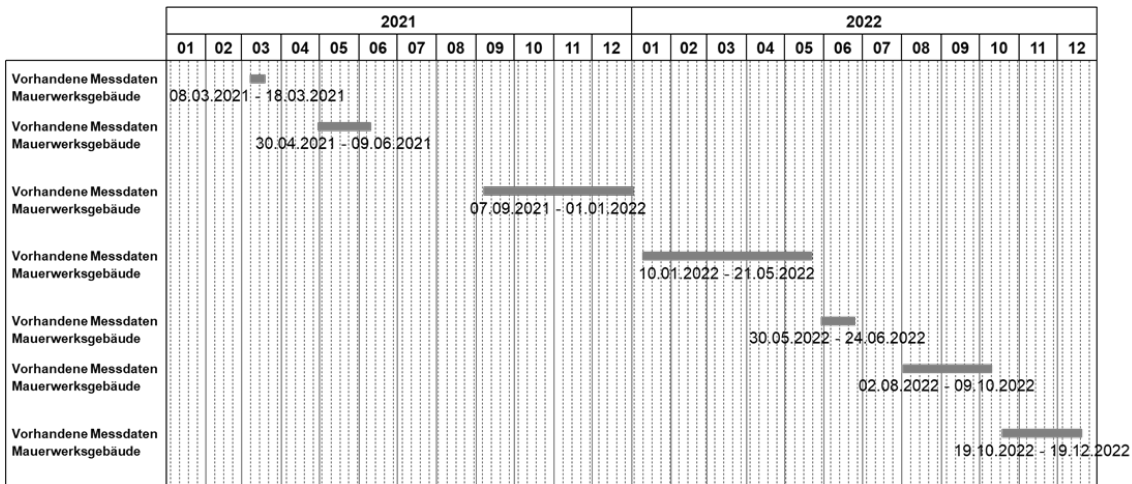 2021 2022
01 02 03 04 05 06 07 08 09 10 11 12 01 02 03 04 05 06 07 08 09 10 11 12
Vorhandene Messdaten
Mauerwerksgebäude 08.03.2021 - 18.03.2021
Vorhandene Messdaten
Mauerwerksgebäude 30.04.2021 - 09.06.2021
Vorhandene Messdaten
Mauerwerksgebäude 07.09.2021 - 01.01.2022
Vorhandene Messdaten
Mauerwerksgebäude 10.01.2022 - 21.05.2022
Vorhandene Messdaten
Mauerwerksgebäude 30.05.2022 - 24.06.2022
Vorhandene Messdaten
Mauerwerksgebäude 02.08.2022 - 09.10.2022
Vorhandene Messdaten
Mauerwerksgebäude 19.10.2022 - 19.12.2022